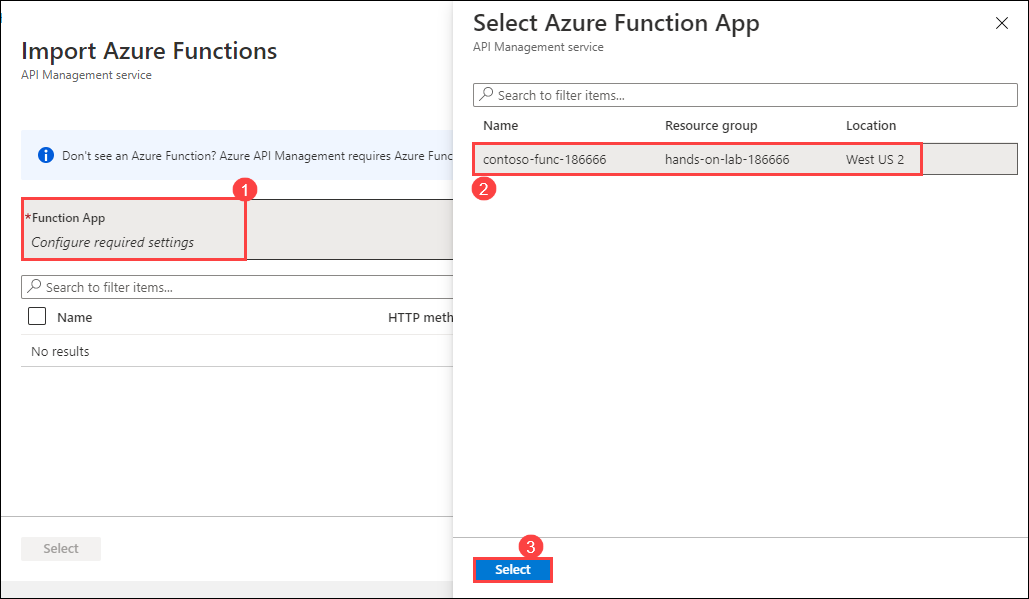 Import Azure Functions
API Management service
Don't see an Azure Function? Azure API Management requires Azure Func
1
*Function App
Configure required settings
Search to filter items...
Name HTTP meth
No results
Select
Select Azure Function App
API Management service
Search to filter items...
Name Resource group Location
contoso-func-186666 hands-on-lab-186666 West US 2
2
3
Select